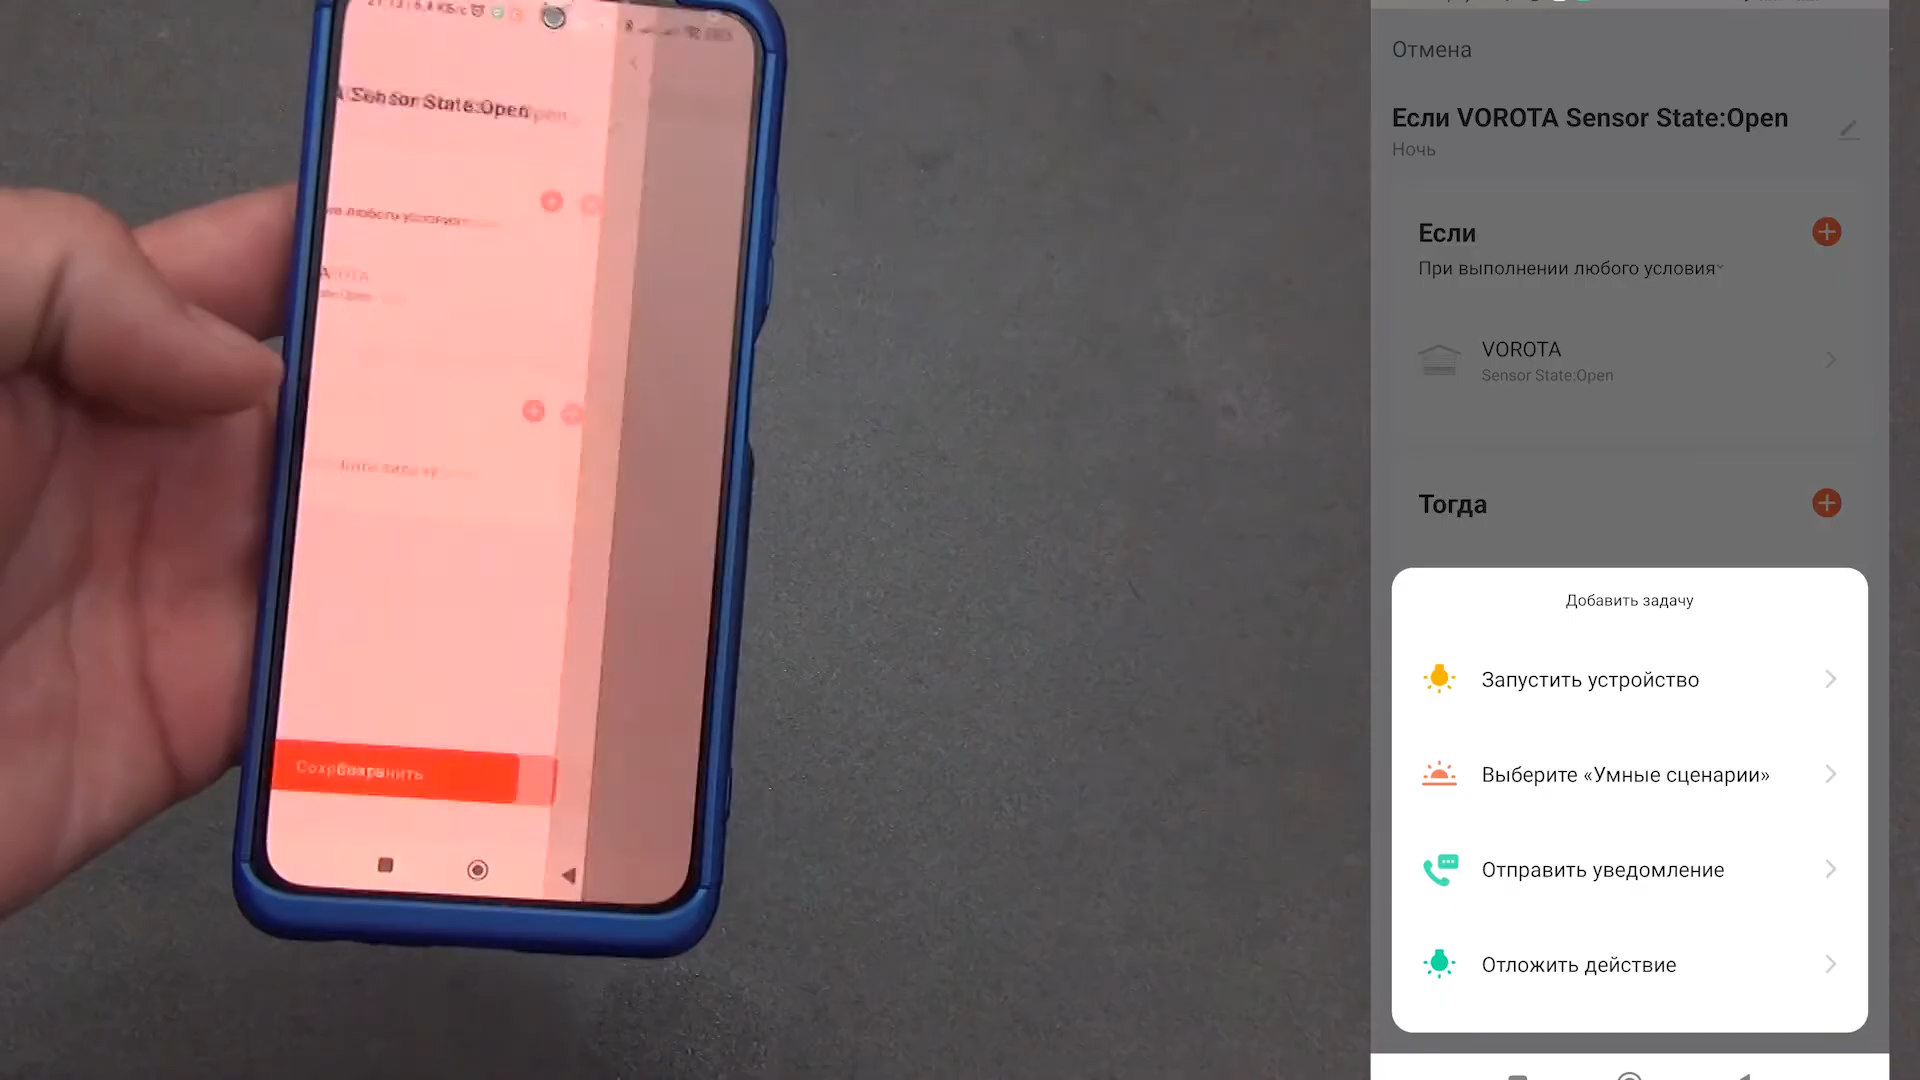 Sensor State:Open
Отмена
Если VOROTA Sensor State:Open
Ночь
Если
При выполнении любого условия
VOROTA
Sensor State:Open
Тогда
Добавить задачу
Запустить устройство
Выберите «Умные сценарии»
Отправить уведомление
Отложить действие